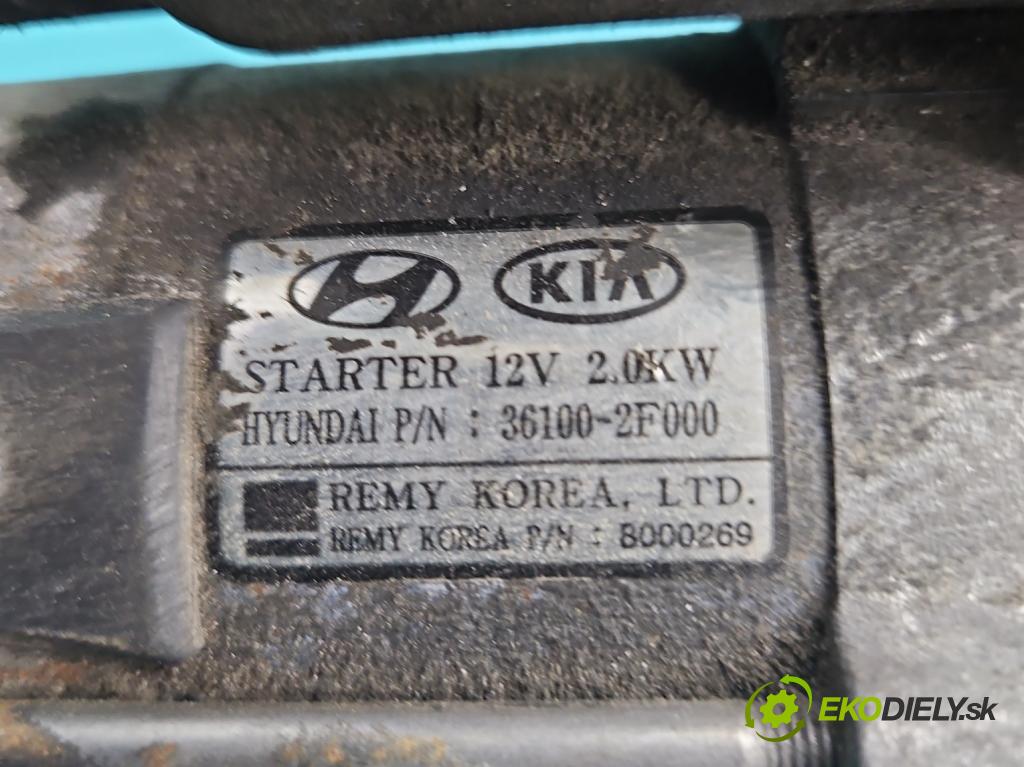 KIA
STARTER 12V 2.0KW
HYUNDAI P/N : 36100-2F000
REMY KOREA, LTD.
REMY KOREA P/N : 8000269
EKODIELY.sk